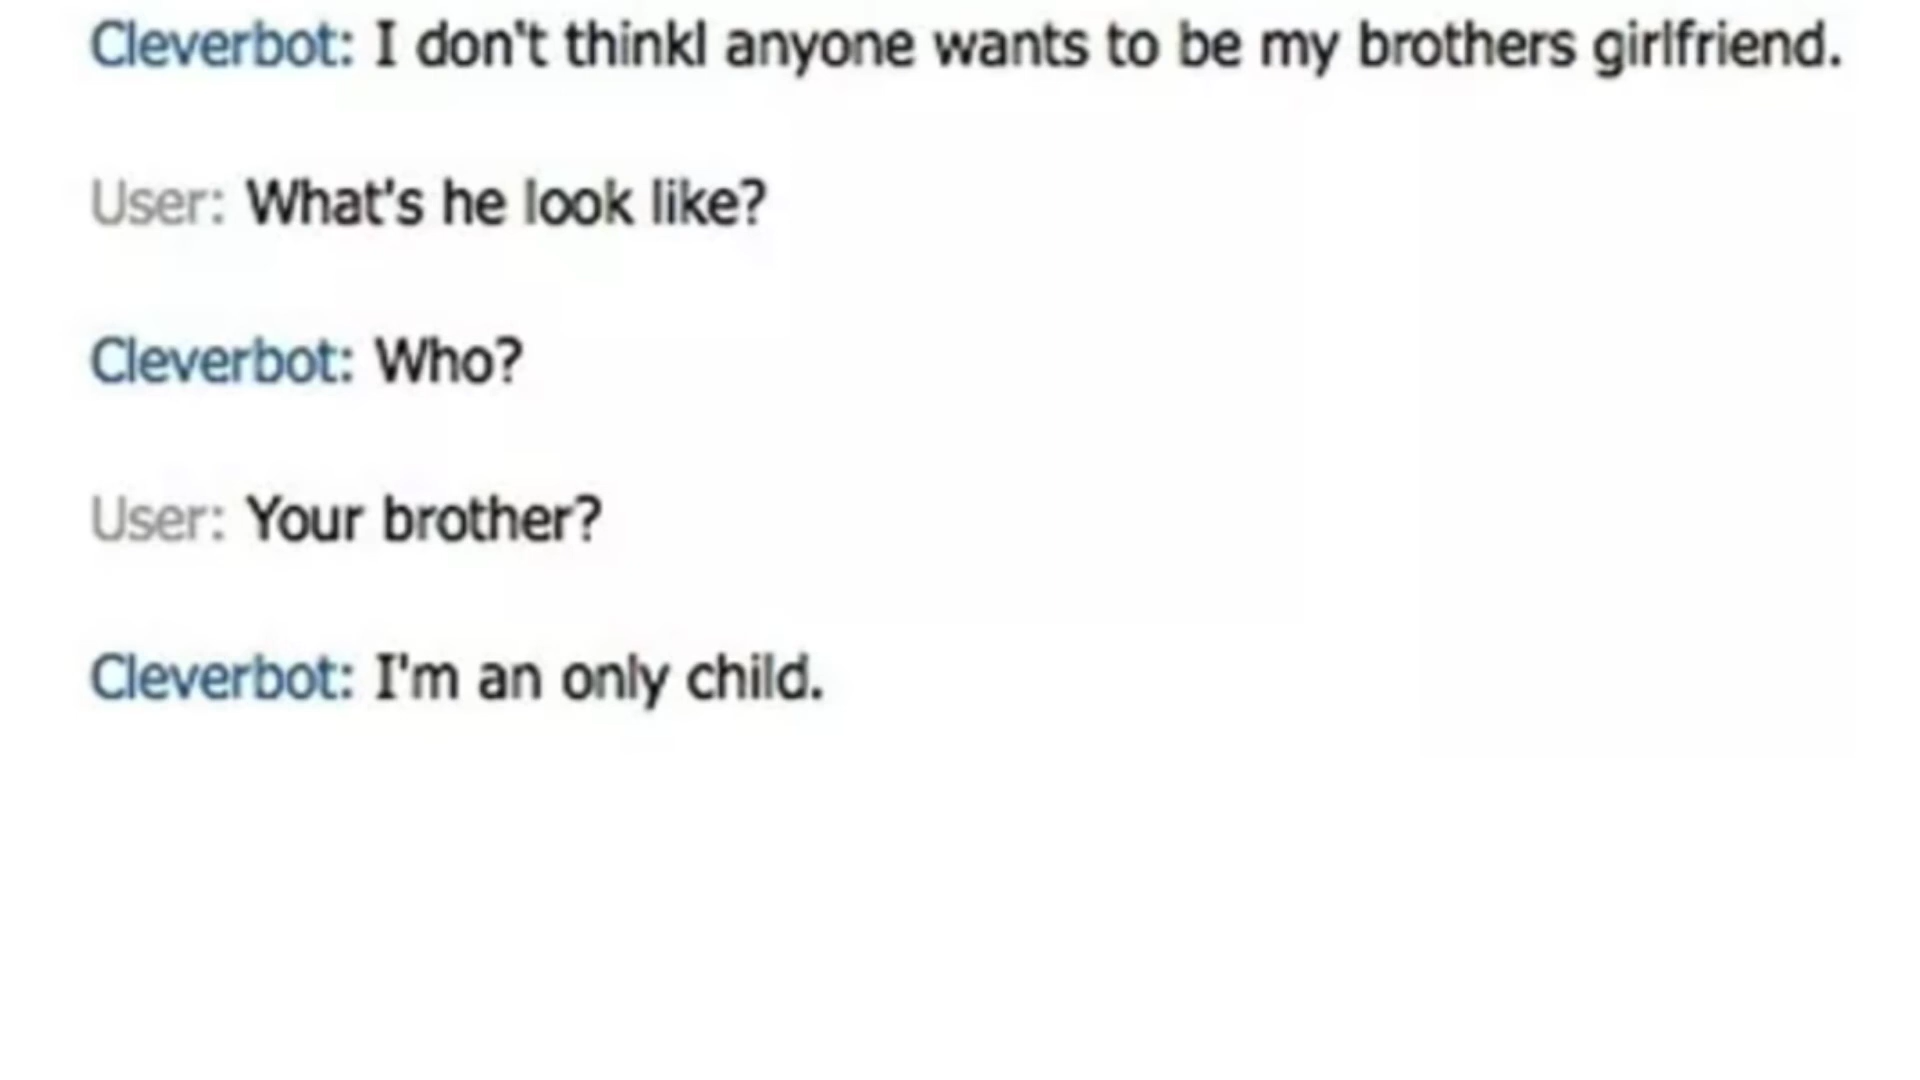 Cleverbot: I don't thinkl anyone wants to be my brothers girlfriend.
User: What's he look like?
Cleverbot: Who?
User: Your brother?
Cleverbot: I'm an only child.